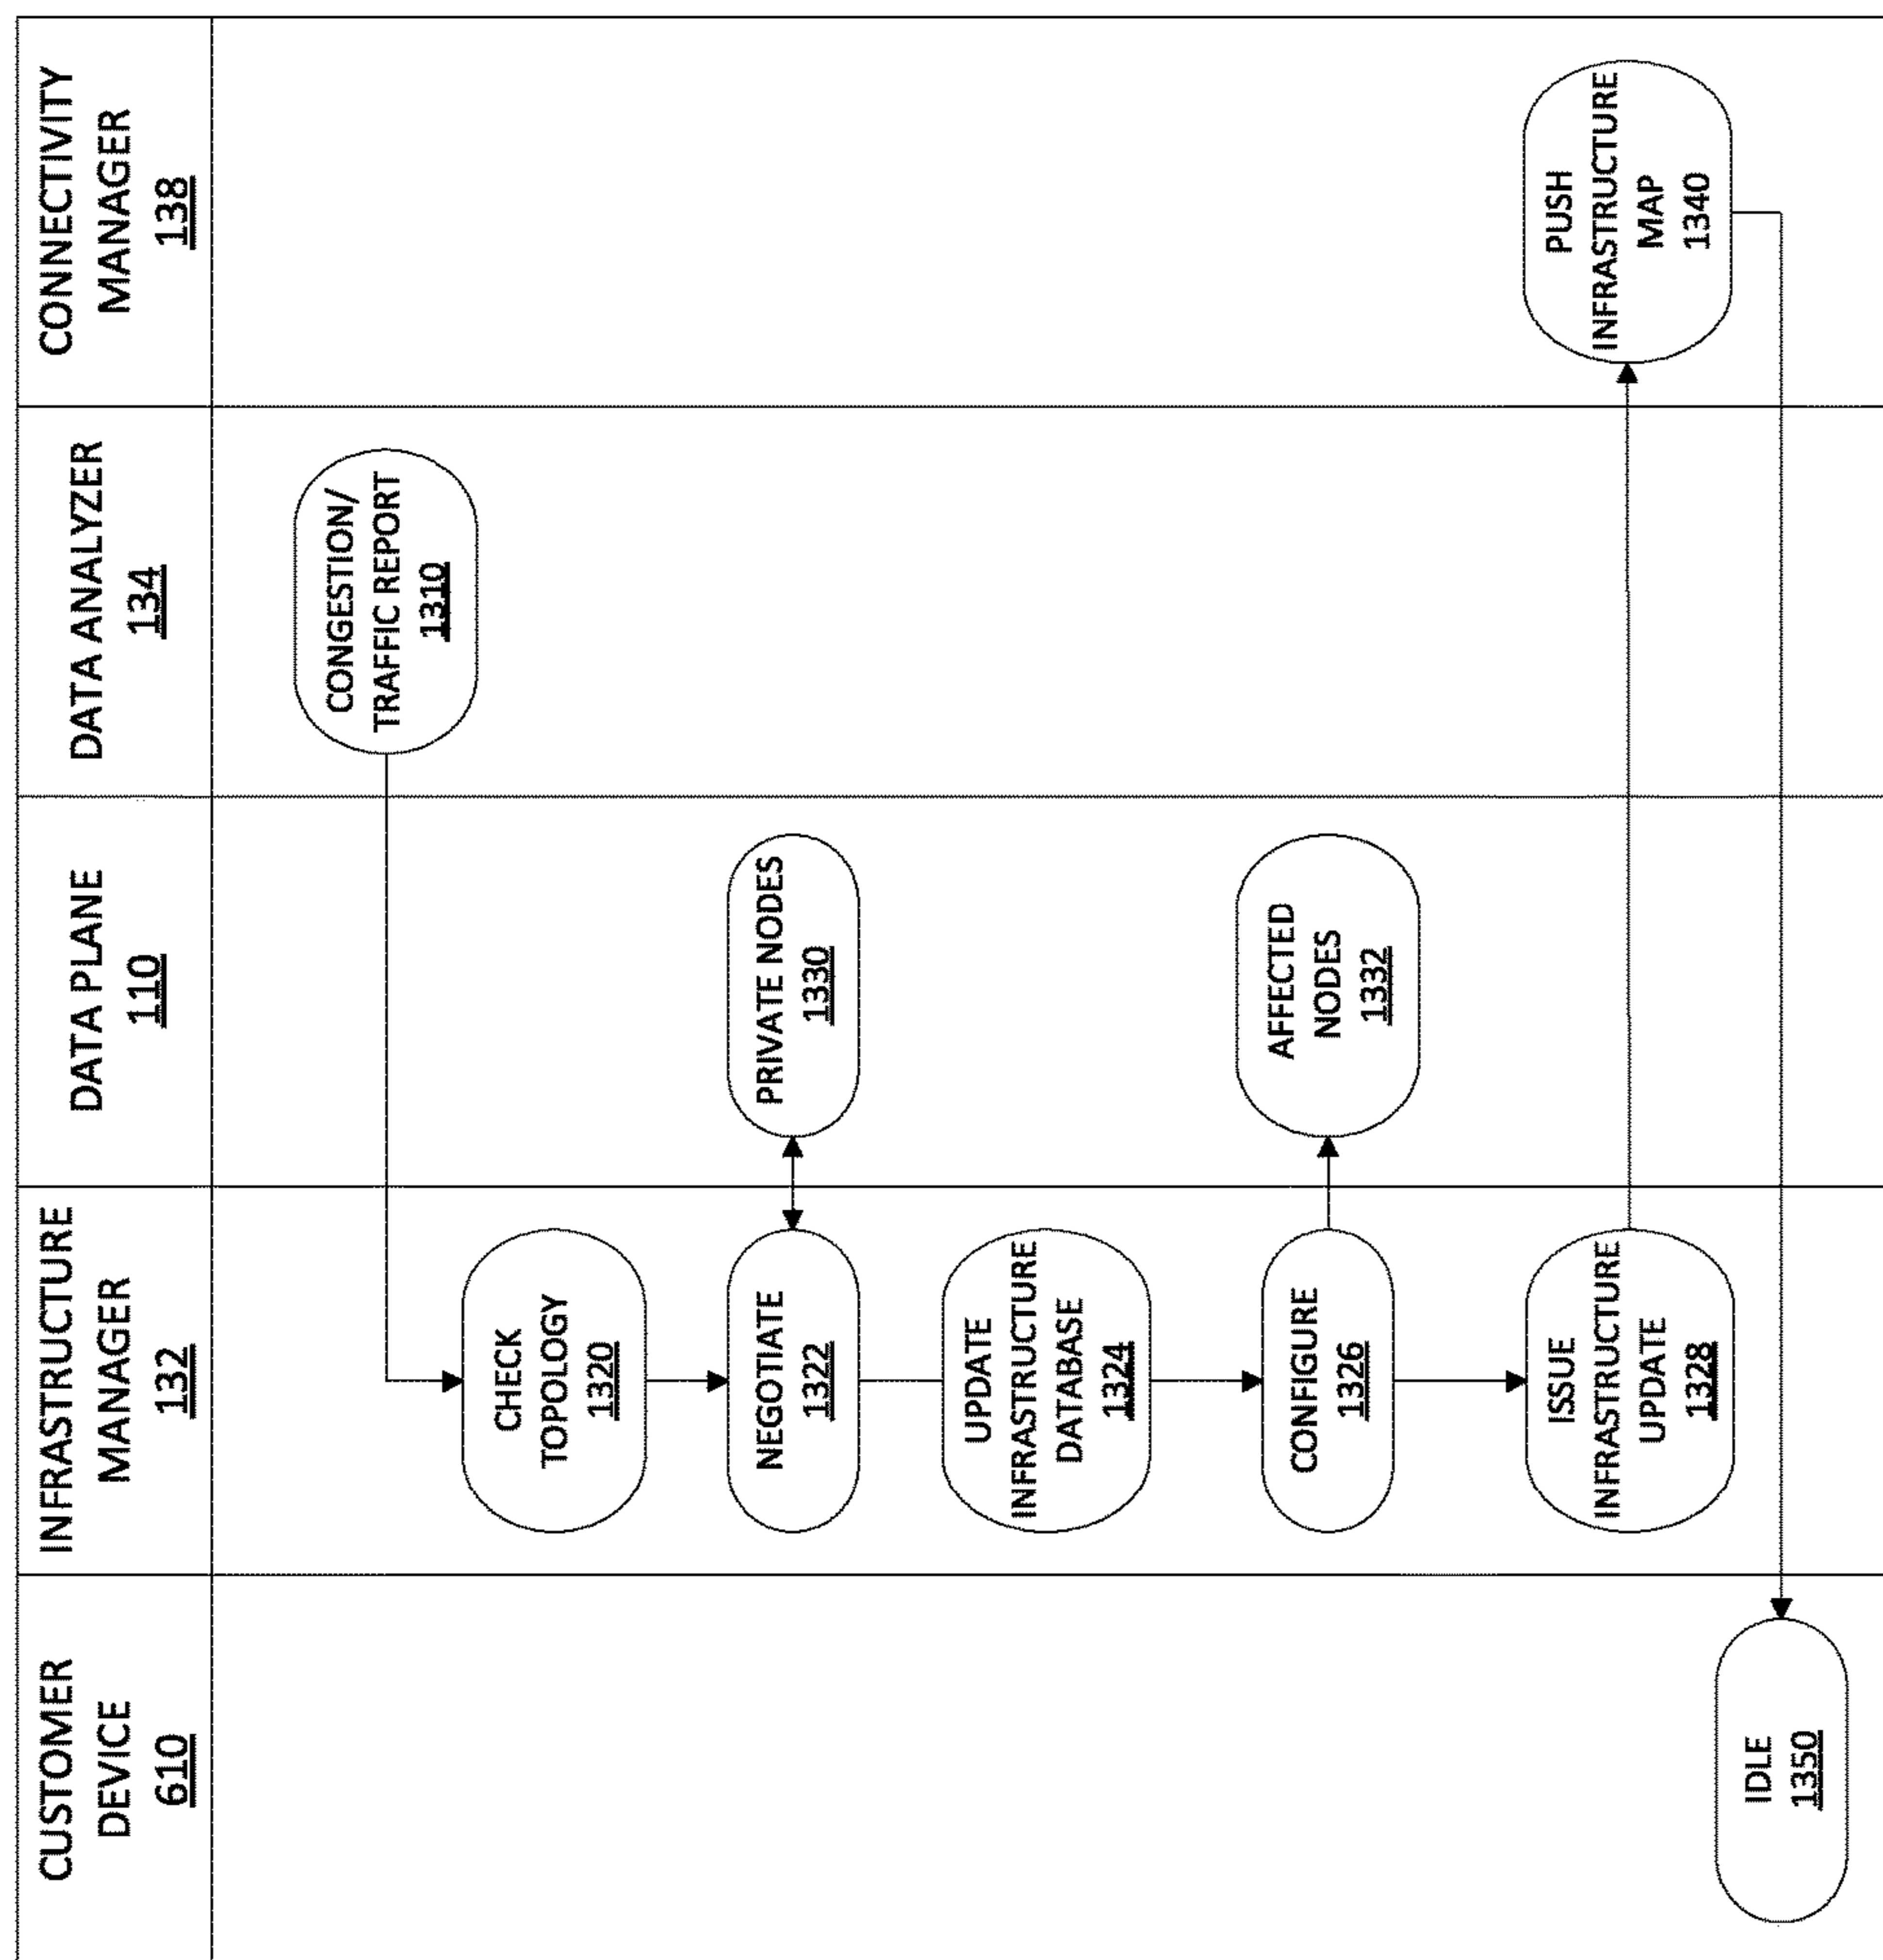 CUSTOMER
DEVICE
610
INFRASTRUCTURE
MANAGER
132
DATA PLANE
110
DATA ANALYZER
134
CONNECTIVITY
MANAGER
138
CONGESTION/
TRAFFIC REPORT
1310
CHECK
TOPOLOGY
1320
NEGOTIATE
1322
PRIVATE NODES
1330
UPDATE
INFRASTRUCTURE
DATABASE
1324
CONFIGURE
1326
AFFECTED
NODES
1332
ISSUE
INFRASTRUCTURE
UPDATE
1328
PUSH
INFRASTRUCTURE
MAP
1340
IDLE
1350